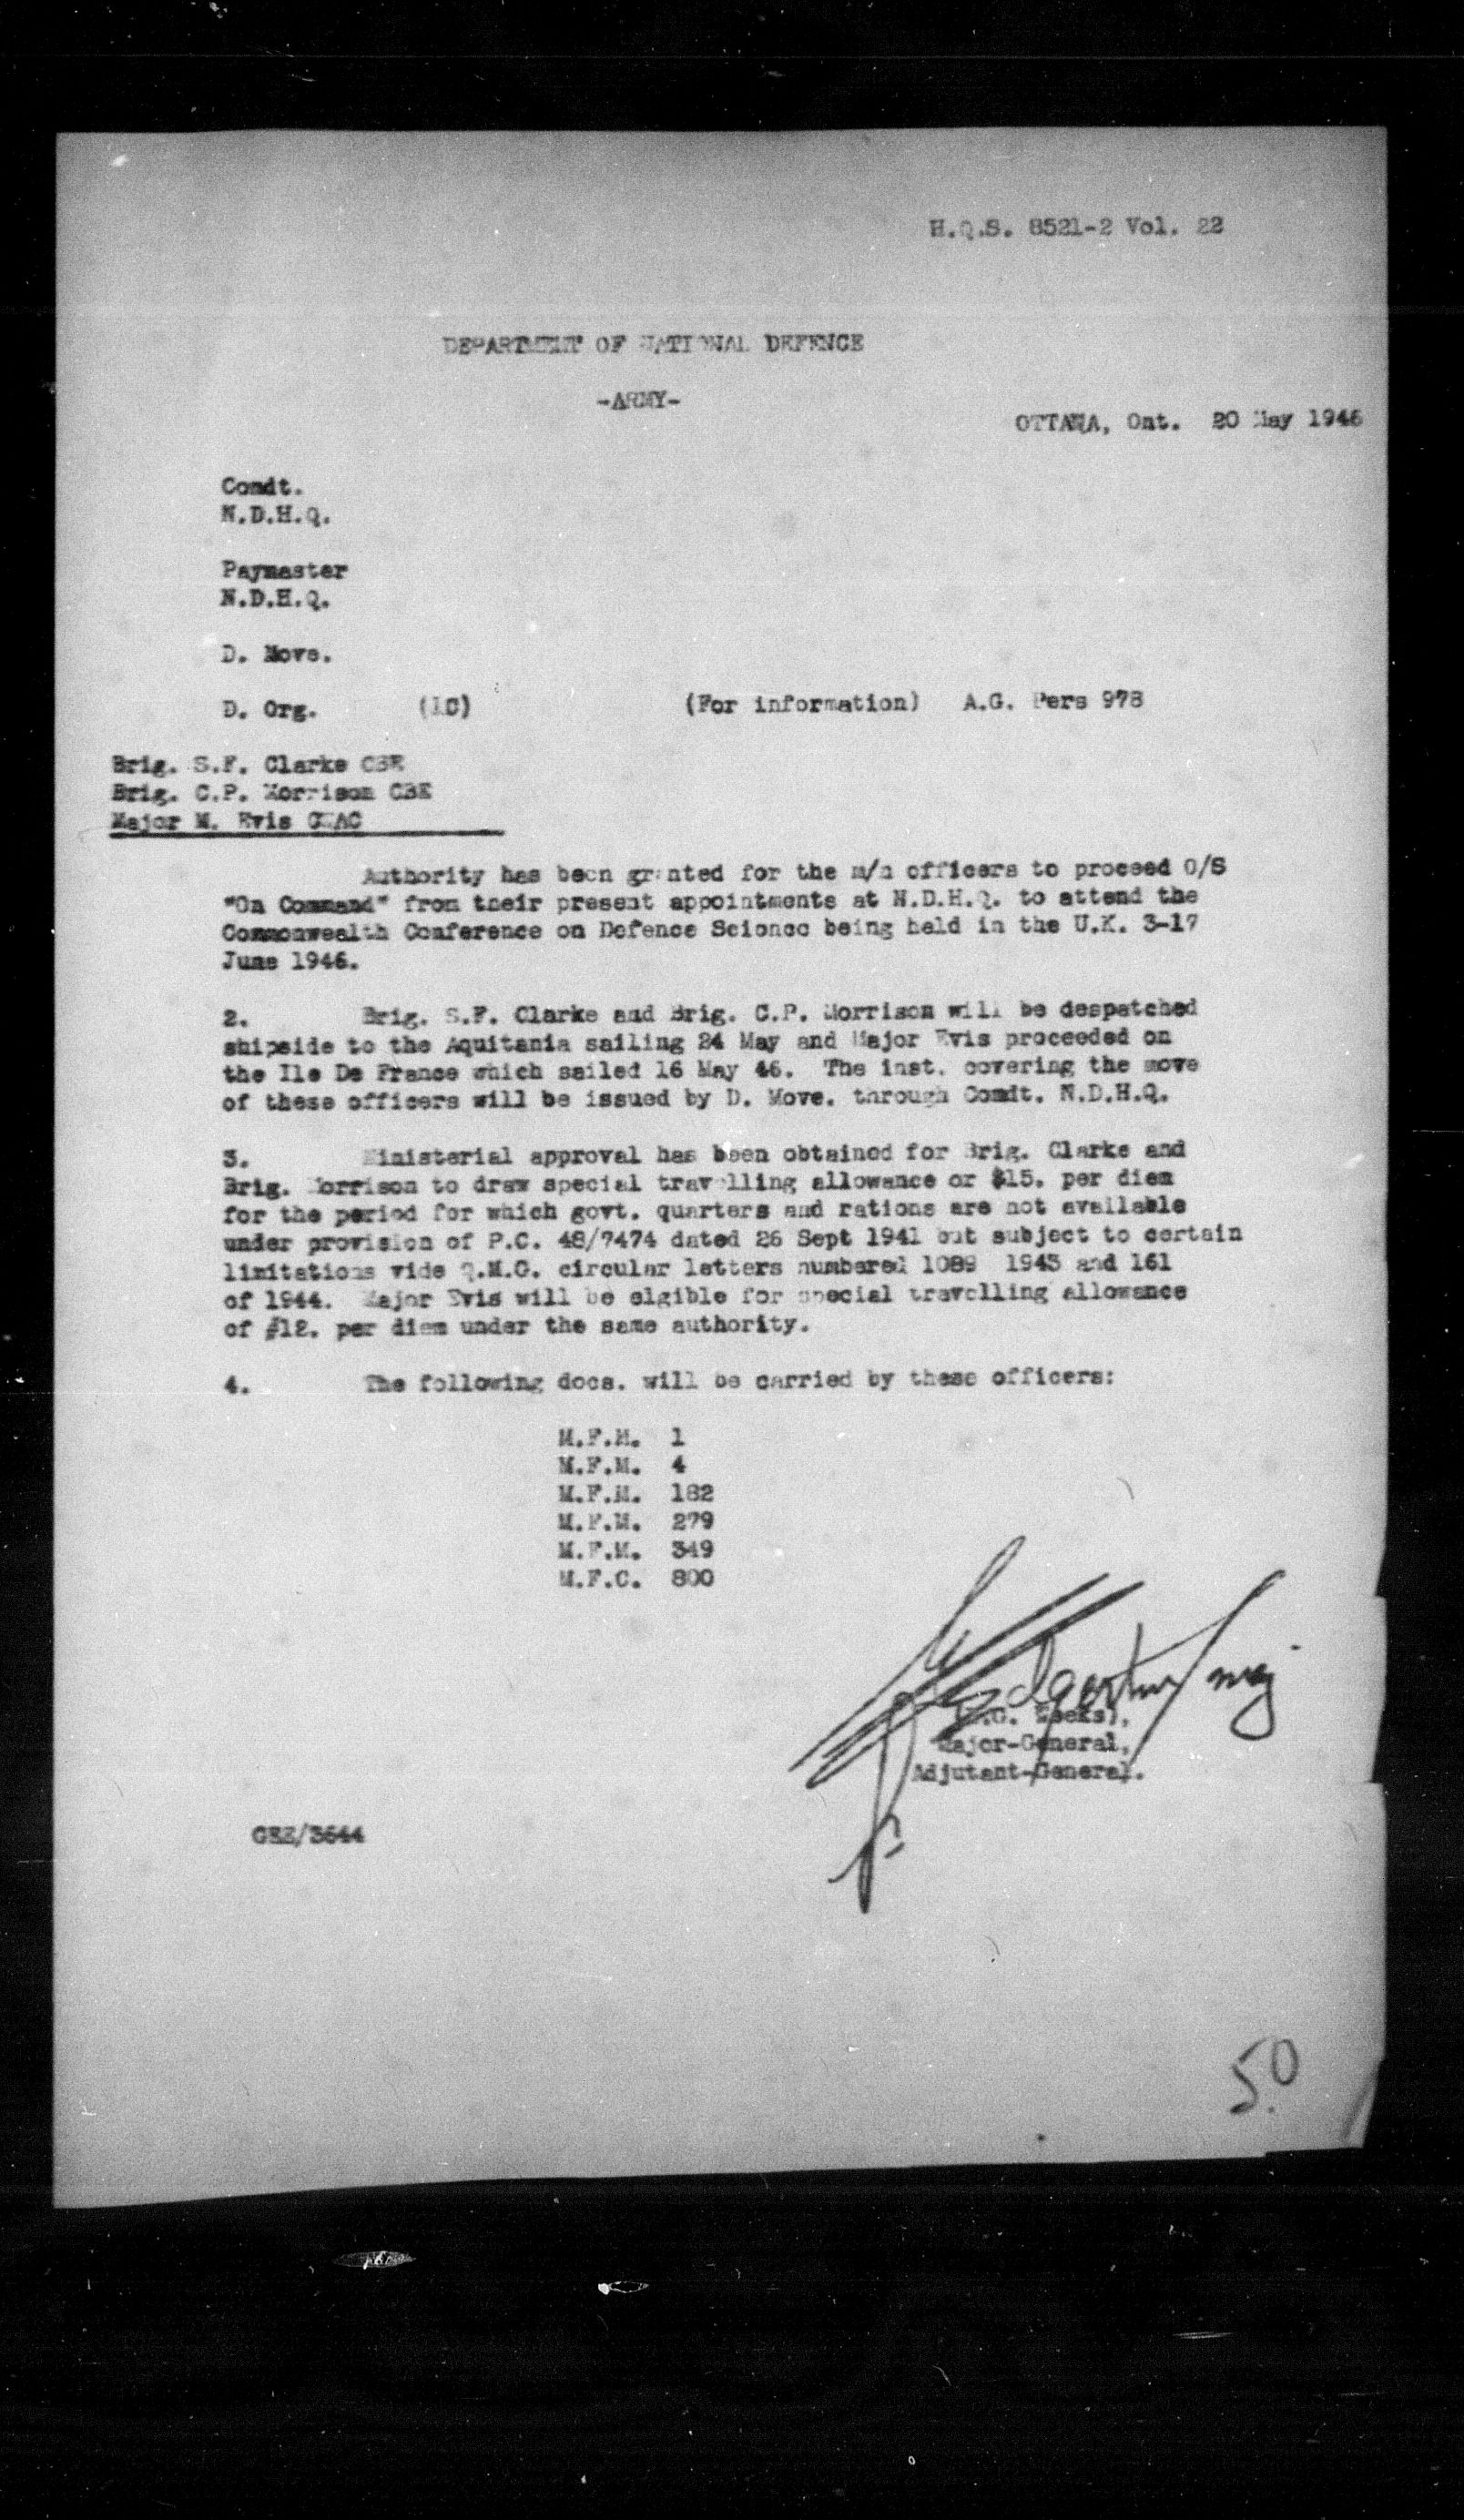 H.Q.S. 8521-2 Vol. 22
DEPARTMENT OF NATIONAL DEFENCE
-ARMY-
OTTAWA, Ont. 20 May 1946
Comdt.
N.D.H.Q.
Paymaster
N.D.H.Q.
D. Move.
D. Org. (1C) (For information) A.G. Pers 978
Brig. S.F. Clarke CBE
Brig. C.P. Morrison CBE
Major M. Evis CWAC
Authority has been granted for the m/n officers to proceed O/S
"On Command" from their present appointments at N.D.H.Q. to attend the
Commonwealth Conference on Defence Science being held in the U.K. 3-17
June 1946.
2. Brig. S.F. Clarke and Brig. C.P. Morrison will be despatched
shipside to the Aquitania sailing 24 May and Major Evis proceeded on
the Ile De France which sailed 16 May 46. The inst. covering the move
of these officers will be issued by D. Move. through Comdt. N.D.H.Q.
3. Ministerial approval has been obtained for Brig. Clarke and
Brig. Morrison to draw special travelling allowance or $15. per diem
for the period for which govt. quarters and rations are not available
under provision of P.C. 48/7474 dated 26 Sept 1941 but subject to certain
limitations vide Q.M.G. circular letters numbered 1089 1943 and 161
of 1944. Major Evis will be elgible for special travelling allowance
of $12. per diem under the same authority.
4. The following docs. will be carried by these officers:
M.F.M. 1
M.F.M. 4
M.F.M. 182
M.F.M. 279
M.F.M. 349
M.F.C. 800
maj
(E.G. Weeks),
Major-General,
Adjutant-General.
GEE/3644
50